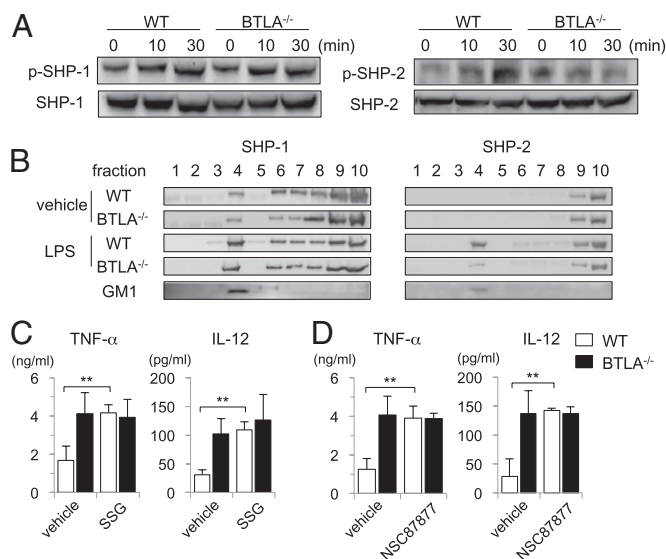 A
WT BTLA-/- WT BTLA-/-
0 10 30 0 10 30 (min) 0 10 30 0 10 30 (min)
p-SHP-1 p-SHP-2
SHP-1 SHP-2
B
SHP-1 SHP-2
fraction 1 2 3 4 5 6 7 8 9 10 1 2 3 4 5 6 7 8 9 10
vehicle WT
BTLA-/-
LPS WT
BTLA-/-
GM1
C D
TNF-α IL-12 TNF-α IL-12 WT
(ng/ml) (pg/ml) (ng/ml) (pg/ml) BTLA-/-
6 200 6 200
** ** ** **
4 150 4 150
100 100
2 50 2 50
0 0 0 0
vehicle SSG vehicle SSG vehicle NSC87877 vehicle NSC87877